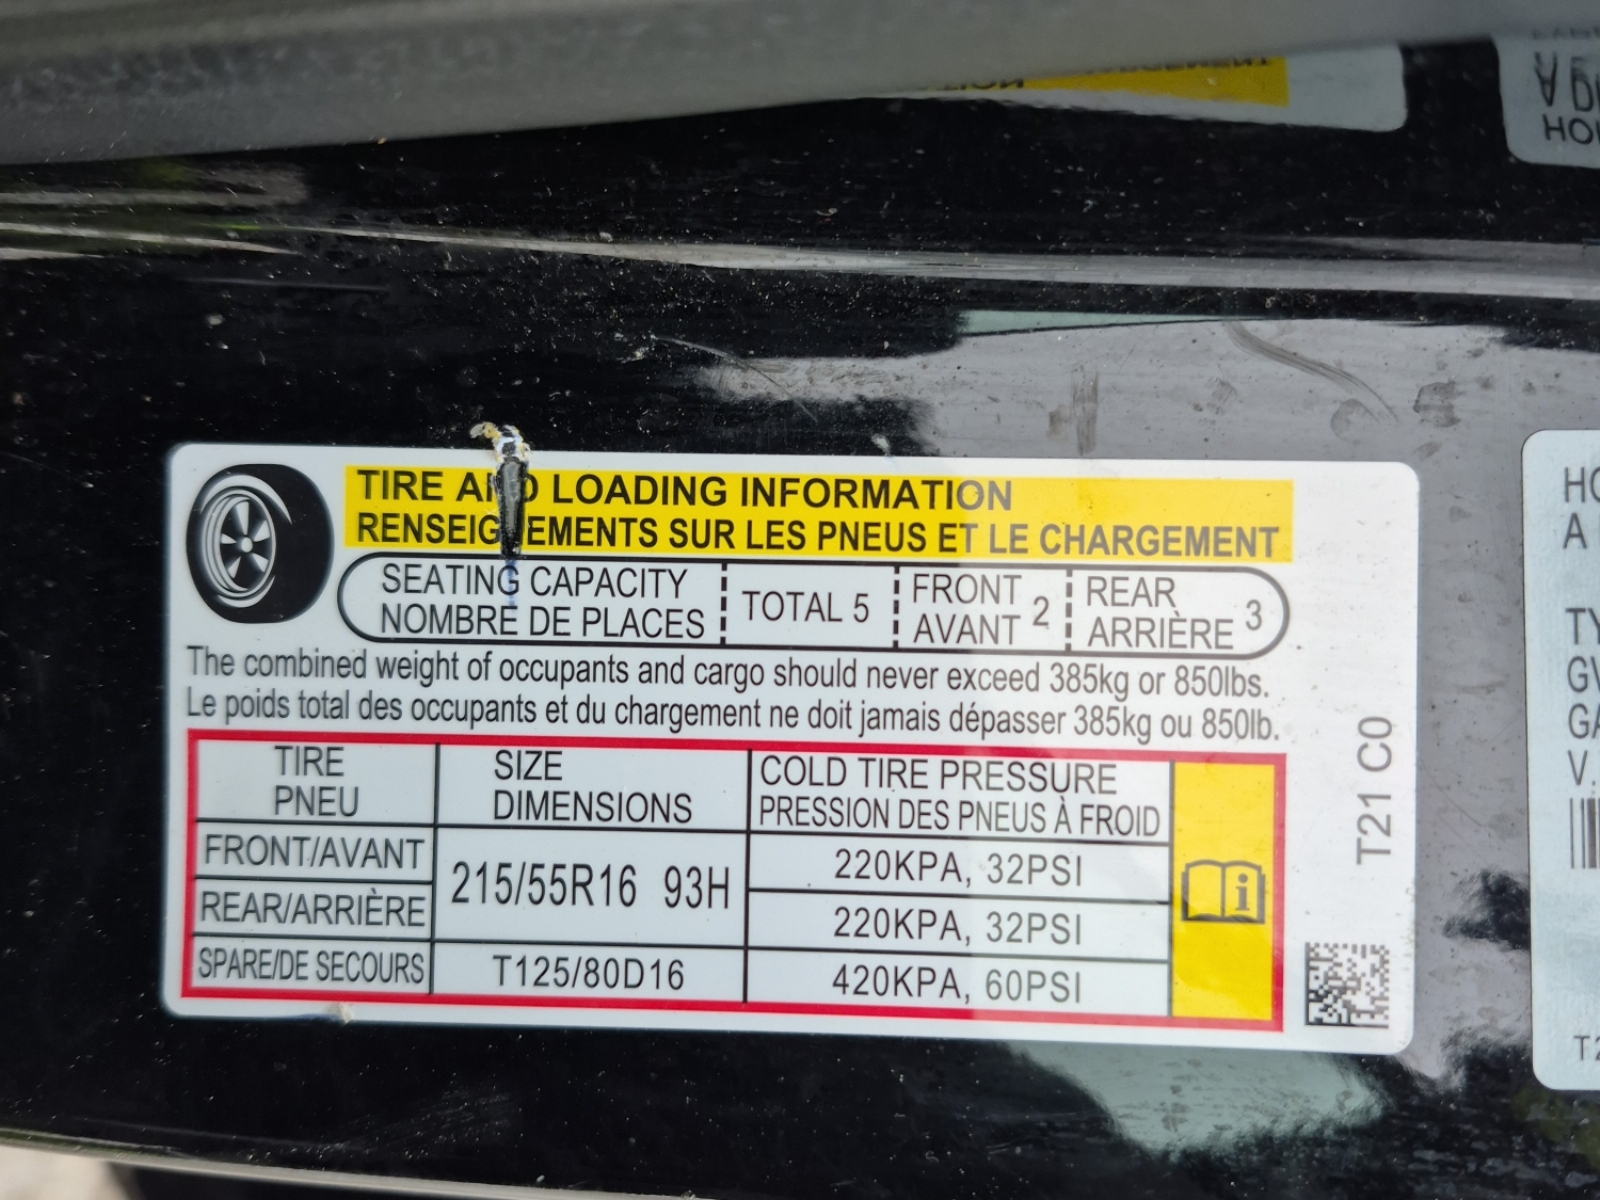 TIRE AND LOADING INFORMATION
RENSEIGNEMENTS SUR LES PNEUS ET LE CHARGEMENT
SEATING CAPACITY
NOMBRE DE PLACES
TOTAL 5
FRONT
AVANT 2
REAR
ARRIÈRE 3
The combined weight of occupants and cargo should never exceed 385kg or 850lbs.
Le poids total des occupants et du chargement ne doit jamais dépasser 385kg ou 850lb.
TIRE
PNEU
SIZE
DIMENSIONS
COLD TIRE PRESSURE
PRESSION DES PNEUS À FROID
FRONT/AVANT
215/55R16 93H
220KPA, 32PSI
REAR/ARRIÈRE
220KPA, 32PSI
SPARE/DE SECOURS
T125/80D16
420KPA, 60PSI
T21 C0